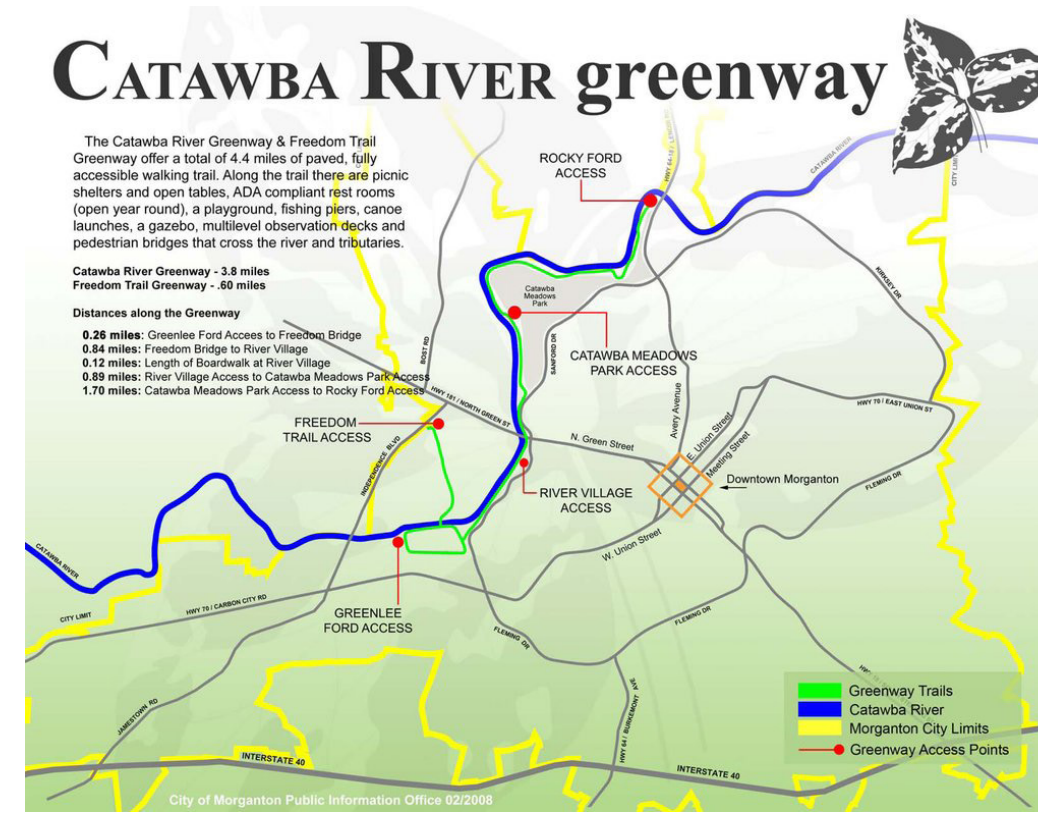 CATAWBA RIVER greenway
The Catawba River Greenway & Freedom Trail
Greenway offer a total of 4.4 miles of paved, fully
accessible walking trail. Along the trail there are picnic
shelters and open tables, ADA compliant rest rooms
(open year round), a playground, fishing piers, canoe
launches, a gazebo, multilevel observation decks and
pedestrian bridges that cross the river and tributaries.
Catawba River Greenway - 3.8 miles
Freedom Trail Greenway - .60 miles
Distances along the Greenway
0.26 miles: Greenlee Ford Accees to Freedom Bridge
0.84 miles: Freedom Bridge to River Village
0.12 miles: Length of Boardwalk at River Village
0.89 miles: River Village Access to Catawba Meadows Park Access
1.70 miles: Catawba Meadows Park Access to Rocky Ford Access
ROCKY FORD
ACCESS
HWY 64-18 /
CATAWBA RIVER
CITY LIMIT
KIRKSEY DR
Catawba
Meadows
Park
CATAWBA MEADOWS
PARK ACCESS
SANFORD DR
BOST RD
HWY 181 / NORTH GREEN ST
FREEDOM
TRAIL ACCESS
INDEPENDENCE BLVD
N. Green Street
Avery Avenue
E. Union Street
Meeting Street
HWY 70 / EAST UNION ST
Downtown Morganton
FLEMING DR
RIVER VILLAGE
ACCESS
W. Union Street
CATAWBA RIVER
CITY LIMIT
HWY 70 / CARBON CITY RD
GREENLEE
FORD ACCESS
FLEMING DR
FLEMING DR
JAMESTOWN RD
HWY 64 / BURKEMONT AVE
INTERSTATE 40
INTERSTATE 40
Greenway Trails
Catawba River
Morganton City Limits
Greenway Access Points
City of Morganton Public Information Office 02/2008